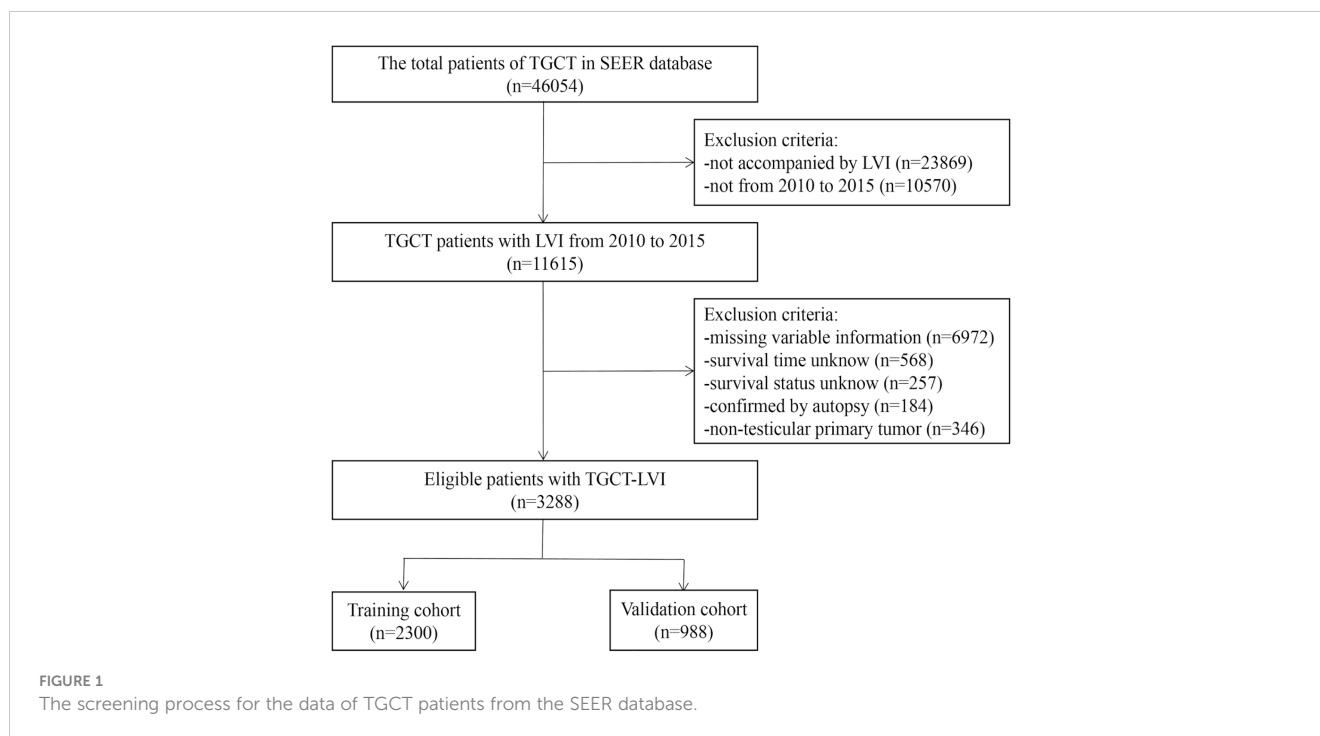 The total patients of TGCT in SEER database
(n=46054)
Exclusion criteria:
-not accompanied by LVI (n=23869)
-not from 2010 to 2015 (n=10570)
TGCT patients with LVI from 2010 to 2015
(n=11615)
Exclusion criteria:
-missing variable information (n=6972)
-survival time unknow (n=568)
-survival status unknow (n=257)
-confirmed by autopsy (n=184)
-non-testicular primary tumor (n=346)
Eligible patients with TGCT-LVI
(n=3288)
Training cohort
(n=2300)
Validation cohort
(n=988)
FIGURE 1
The screening process for the data of TGCT patients from the SEER database.